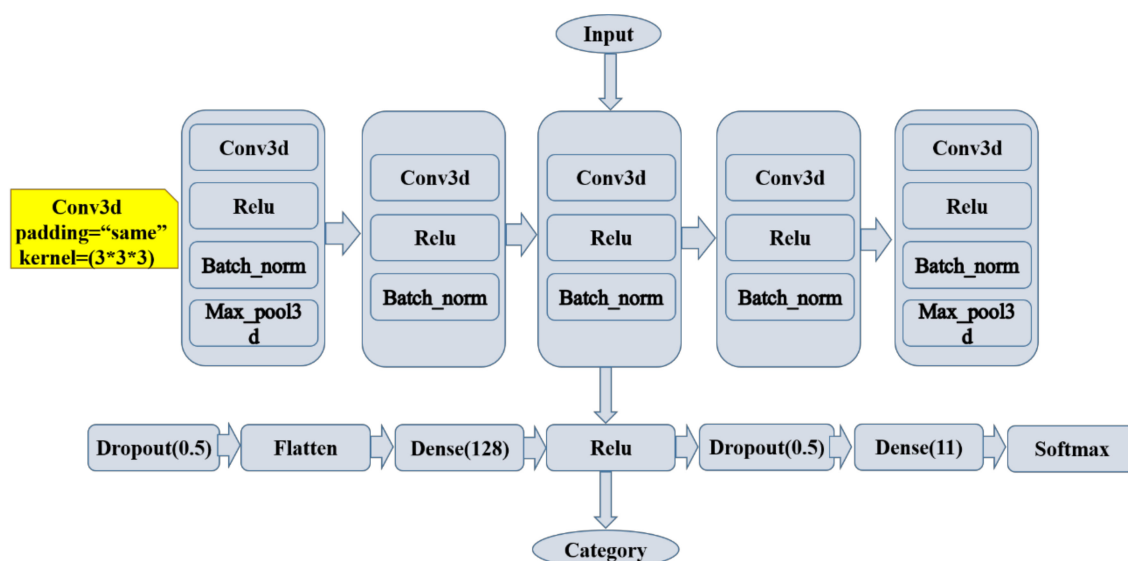 Input
Conv3d
padding=“same”
kernel=(3*3*3)
Conv3d
Relu
Batch_norm
Max_pool3
d
Conv3d
Relu
Batch_norm
Conv3d
Relu
Batch_norm
Conv3d
Relu
Batch_norm
Conv3d
Relu
Batch_norm
Max_pool3
d
Dropout(0.5)
Flatten
Dense(128)
Relu
Dropout(0.5)
Dense(11)
Softmax
Category